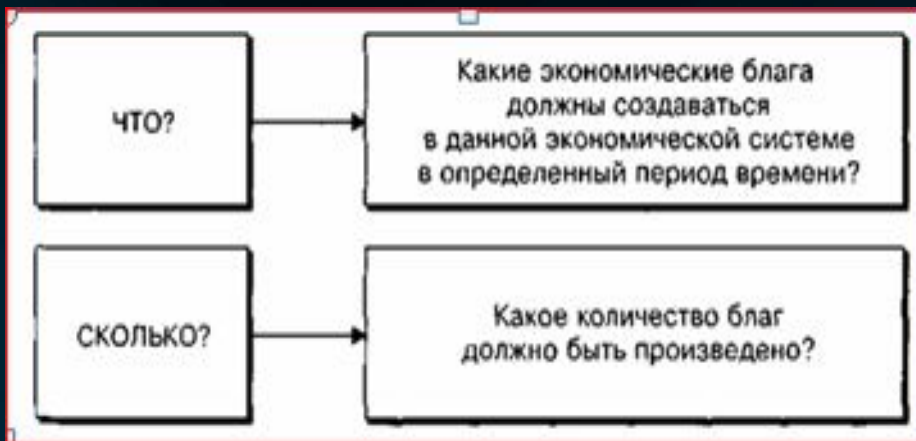 ЧТО?
Какие экономические блага
должны создаваться
в данной экономической системе
в определенный период времени?
СКОЛЬКО?
Какое количество благ
должно быть произведено?